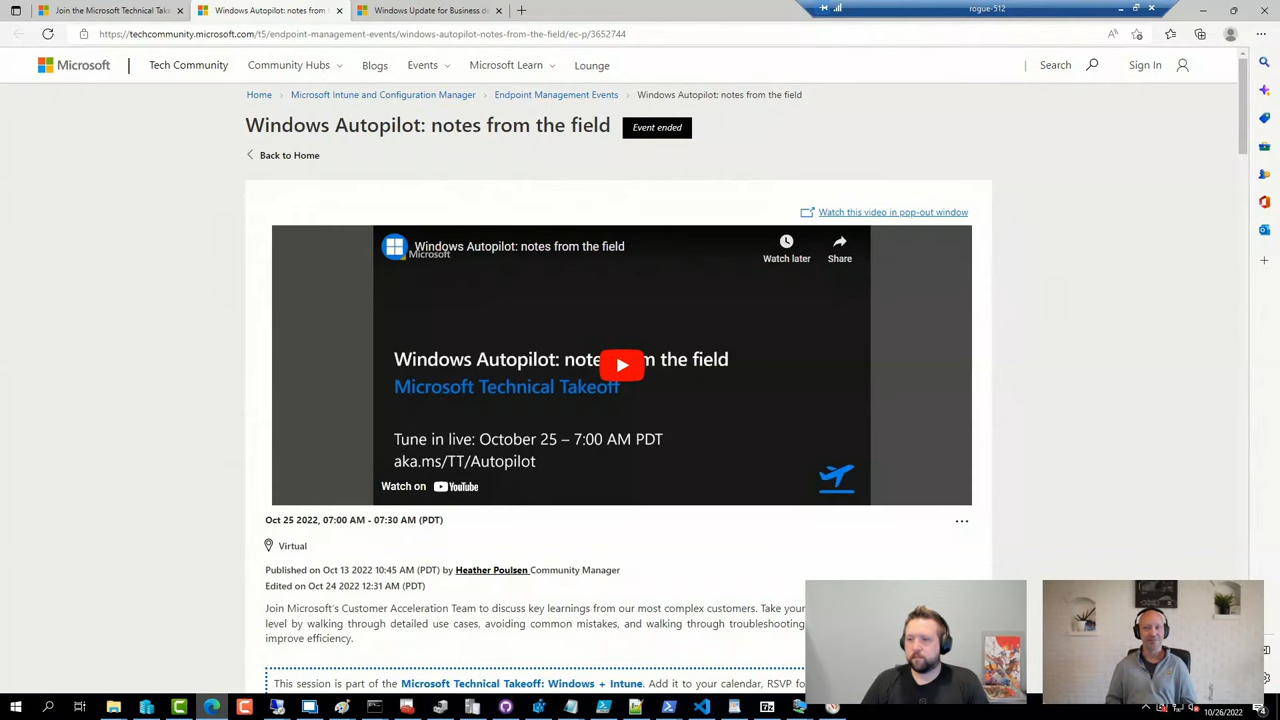 Join the Microsoft Technical Tak
Windows Autopilot: notes from t
Windows Update for Business d
rogue-512
https://techcommunity.microsoft.com/t5/endpoint-management-events/windows-autopilot-notes-from-the-field/ec-p/3652744
Microsoft
Tech Community
Community Hubs
Blogs
Events
Microsoft Learn
Lounge
Search
Sign In
Home > Microsoft Intune and Configuration Manager > Endpoint Management Events > Windows Autopilot: notes from the field
Windows Autopilot: notes from the field
Event ended
Back to Home
Watch this video in pop-out window
Windows Autopilot: notes from the field
Microsoft
Watch later
Share
Windows Autopilot: note m the field
Microsoft Technical Takeoff
Tune in live: October 25 – 7:00 AM PDT
aka.ms/TT/Autopilot
Watch on YouTube
Oct 25 2022, 07:00 AM - 07:30 AM (PDT)
Virtual
Published on Oct 13 2022 10:45 AM (PDT) by Heather Poulsen Community Manager
Edited on Oct 24 2022 12:31 AM (PDT)
Join Microsoft's Customer Acceleration Team to discuss key learnings from our most complex customers. Take your
level by walking through detailed use cases, avoiding common mistakes, and walking through troubleshooting
improve efficiency.
This session is part of the Microsoft Technical Takeoff: Windows + Intune. Add it to your calendar, RSVP fo
10/26/2022